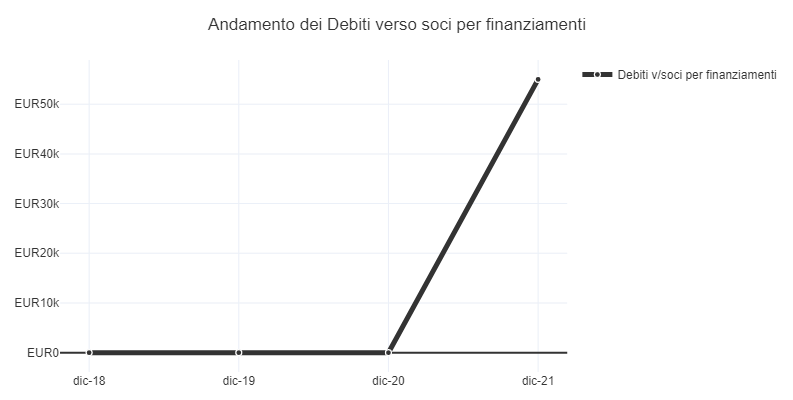 Andamento dei Debiti verso soci per finanziamenti
Debiti v/soci per finanziamenti
EUR50k
EUR40k
EUR30k
EUR20k
EUR10k
EUR0
dic-18 dic-19 dic-20 dic-21